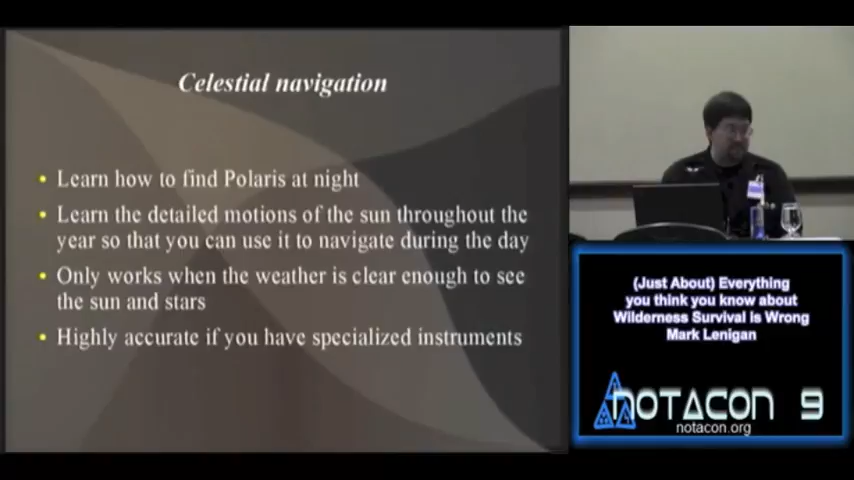 Celestial navigation
Learn how to find Polaris at night
Learn the detailed motions of the sun throughout the
year so that you can use it to navigate during the day
Only works when the weather is clear enough to see
the sun and stars
Highly accurate if you have specialized instruments
(Just About) Everything
you think you know about
Wilderness Survival is Wrong
Mark Lenigan
NOTACON 9
notacon.org